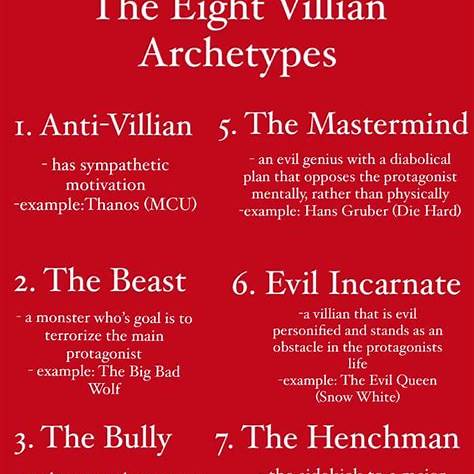 The Eight Villian
Archetypes
1. Anti-Villian
- has sympathetic
motivation
-example:Thanos (MCU)
2. The Beast
- a monster who's goal is to
terrorize the main
protagonist
- example: The Big Bad
Wolf
3. The Bully
5. The Mastermind
- an evil genius with a diabolical
plan that opposes the protagonist
mentally, rather than physically
-example: Hans Gruber (Die Hard)
6. Evil Incarnate
-a villian that is evil
personified and stands as an
obstacle in the protagonists
life
-example: The Evil Queen
(Snow White)
7. The Henchman
the sidekick to a major